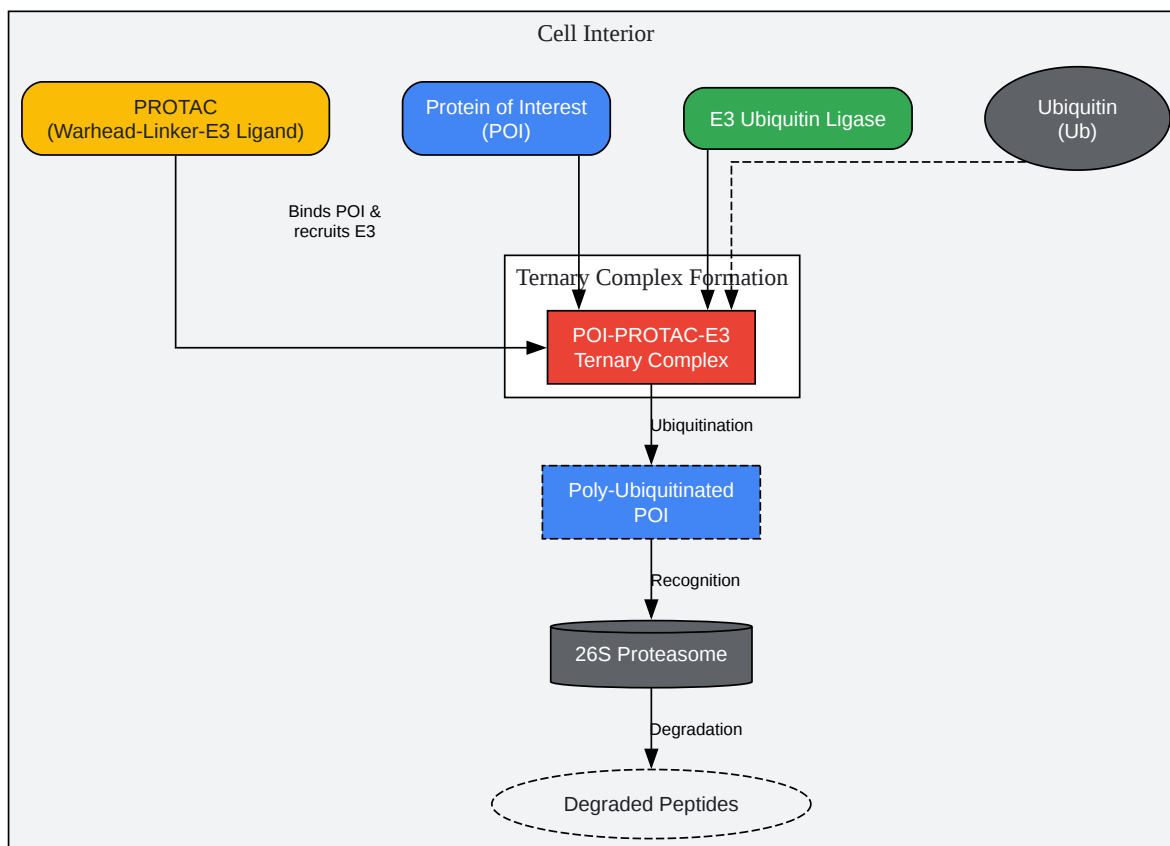 Cell Interior
PROTAC
(Warhead-Linker-E3 Ligand)
Protein of Interest
(POI)
E3 Ubiquitin Ligase
Ubiquitin
(Ub)
Binds POI &
recruits E3
Ternary Complex Formation
POI-PROTAC-E3
Ternary Complex
Ubiquitination
Poly-Ubiquitinated
POI
Recognition
26S Proteasome
Degradation
Degraded Peptides